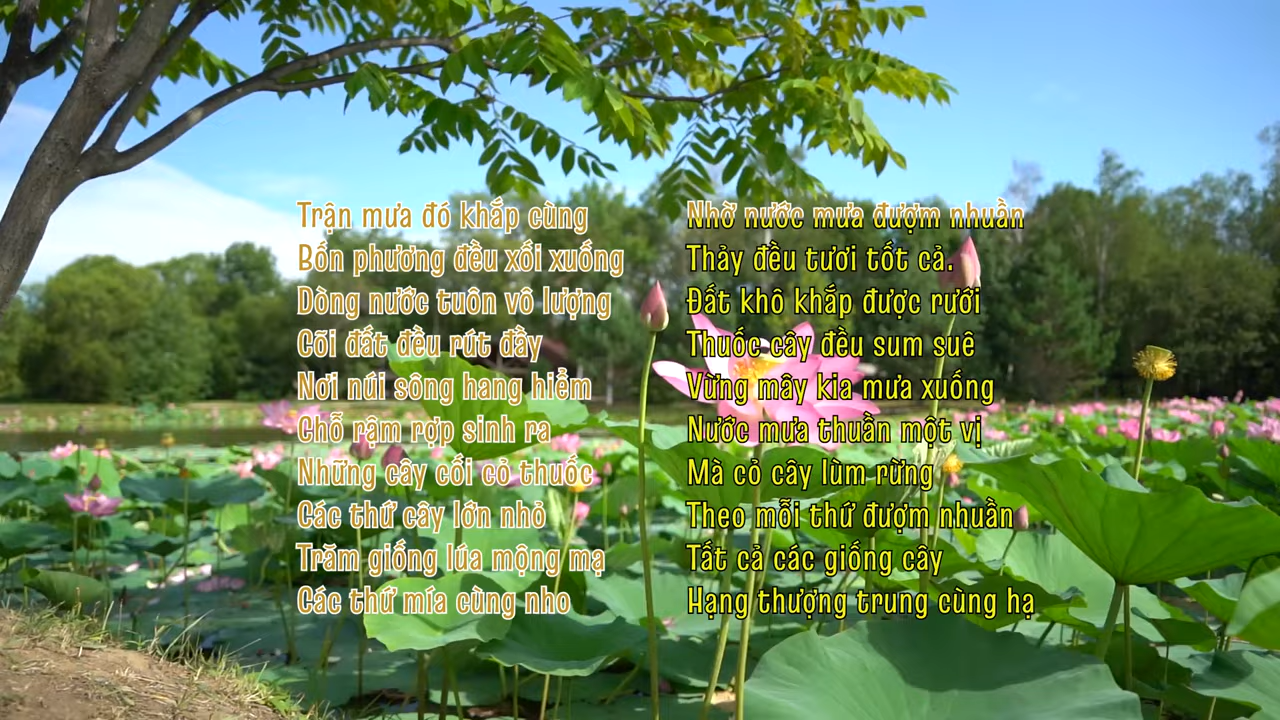 Trận mưa đó khắp cùng
Bốn phương đều xối xuống
Dòng nước tuôn vô lượng
Cõi đất đều rút đầy
Nơi núi sông hang hiểm
Chỗ rậm rợp sinh ra
Những cây cối cỏ thuốc
Các thứ cây lớn nhỏ
Trăm giống lúa mộng mạ
Các thứ mía cùng nho
Nhờ nước mưa đượm nhuần
Thảy đều tươi tốt cả.
Đất khô khắp được rưới
Thuốc cây đều sum suê
Vừng mây kia mưa xuống
Nước mưa thuần một vị
Mà cỏ cây lùm rừng
Theo mỗi thứ đượm nhuần
Tất cả các giống cây
Hạng thượng trung cùng hạ